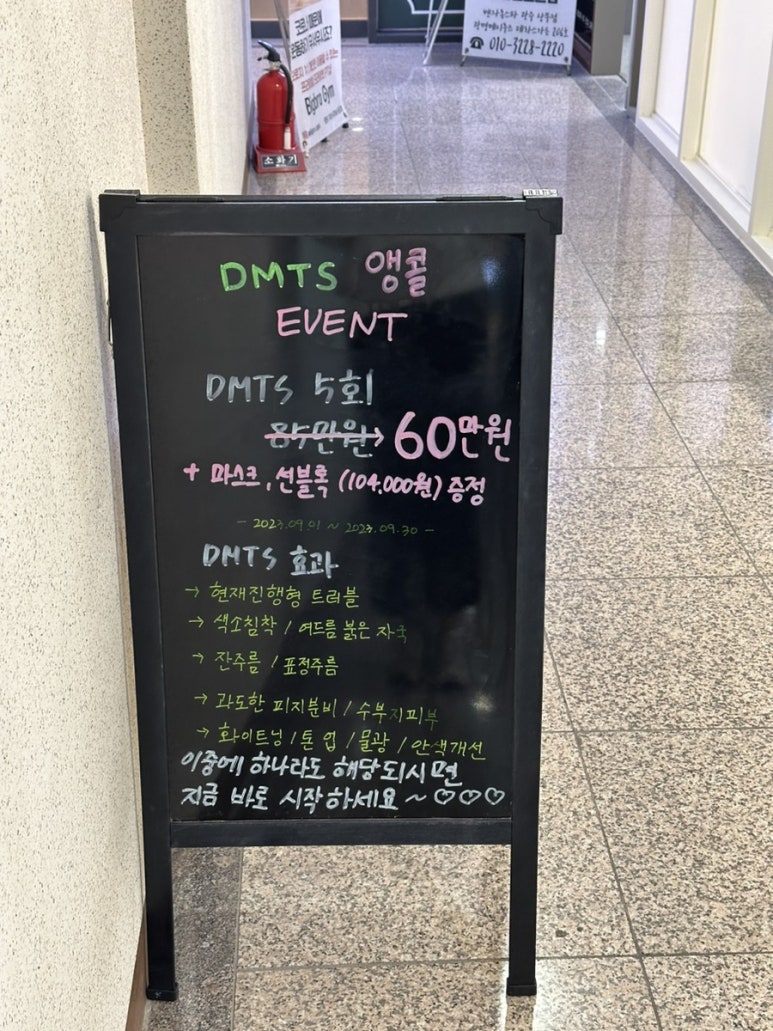 DMTS 앵콜
EVENT
DMTS 5회
85만원 → 60만원
+ 마스크, 선블록 (104,000원) 증정
- 2023.09.01 ~ 2023.09.30 -
DMTS 효과
→ 현재진행형 트러블
→ 색소침착 / 여드름 붉은 자국
→ 잔주름 / 표정주름
→ 과도한 피지분비 / 수부지피부
→ 화이트닝 / 톤 업 / 물광 / 안색개선
이중에 하나라도 해당되시면
지금 바로 시작하세요 ~ ♡♡♡
소화기
Bigbra Gym
☎ 010-3228-2220